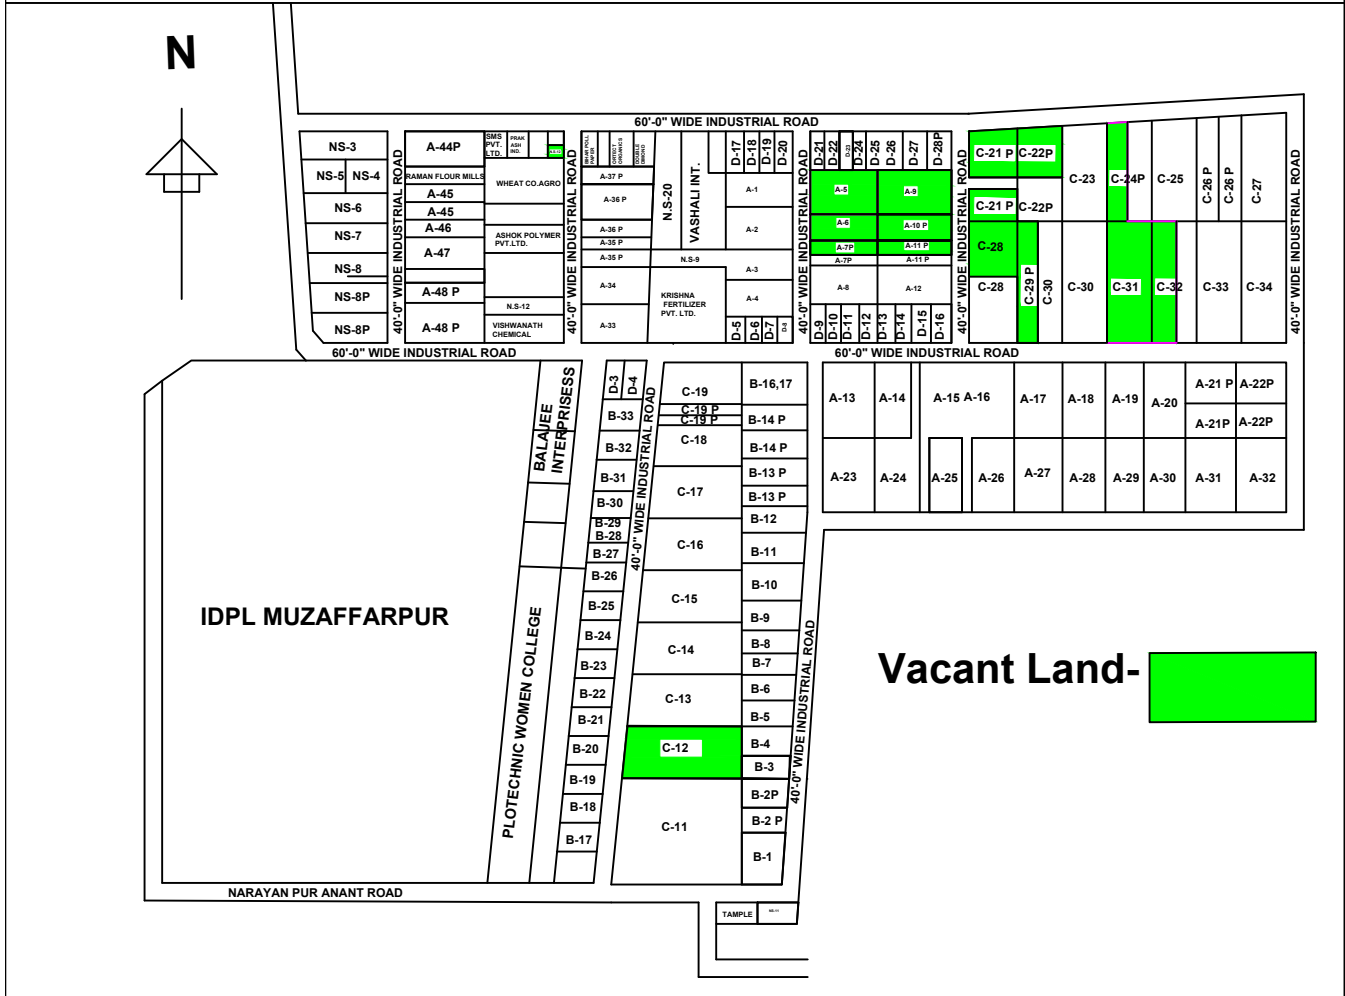 N
60'-0" WIDE INDUSTRIAL ROAD
NS-3
NS-5
NS-4
NS-6
NS-7
NS-8
NS-8P
NS-8P
40'-0" WIDE INDUSTRIAL ROAD
A-44P
RAMAN FLOUR MILLS
A-45
A-45
A-46
A-47
A-48 P
A-48 P
SMS
PVT.
LTD.
PRAK
ASH
IND.
WHEAT CO.AGRO
ASHOK POLYMER
PVT.LTD.
N.S-12
VISHWANATH
CHEMICAL
40'-0" WIDE INDUSTRIAL ROAD
A-37 P
A-36 P
A-36 P
A-35 P
A-35 P
A-34
A-33
N.S-20
VASHALI INT.
N.S-9
KRISHNA
FERTILIZER
PVT. LTD.
D-17
D-18
D-19
D-20
A-1
A-2
A-3
A-4
D-5
D-6
D-7
D-8
40'-0" WIDE INDUSTRIAL ROAD
D-21
D-22
D-23
D-24
D-25
D-26
D-27
D-28P
A-5
A-9
A-6
A-10 P
A-7P
A-11 P
A-7P
A-11 P
A-8
A-12
D-9
D-10
D-11
D-12
D-13
D-14
D-15
D-16
40'-0" WIDE INDUSTRIAL ROAD
C-21 P
C-22P
C-23
C-24P
C-25
C-26 P
C-26 P
C-27
C-21 P
C-22P
C-28
C-28
C-29 P
C-30
C-30
C-31
C-32
C-33
C-34
40'-0" WIDE INDUSTRIAL ROAD
60'-0" WIDE INDUSTRIAL ROAD
60'-0" WIDE INDUSTRIAL ROAD
BALAJEE
INTERPRISESS
D-3
D-4
B-33
B-32
B-31
B-30
B-29
B-28
B-27
B-26
B-25
B-24
B-23
B-22
B-21
B-20
B-19
B-18
B-17
40'-0" WIDE INDUSTRIAL ROAD
C-19
C-19 P
C-19 P
C-18
C-17
C-16
C-15
C-14
C-13
C-12
C-11
B-16,17
B-14 P
B-14 P
B-13 P
B-13 P
B-12
B-11
B-10
B-9
B-8
B-7
B-6
B-5
B-4
B-3
B-2P
B-2 P
B-1
40'-0" WIDE INDUSTRIAL ROAD
A-13
A-14
A-15 A-16
A-17
A-18
A-19
A-20
A-21 P
A-22P
A-21P
A-22P
A-23
A-24
A-25
A-26
A-27
A-28
A-29
A-30
A-31
A-32
IDPL MUZAFFARPUR
PLOTECHNIC WOMEN COLLEGE
Vacant Land-
NARAYAN PUR ANANT ROAD
TAMPLE